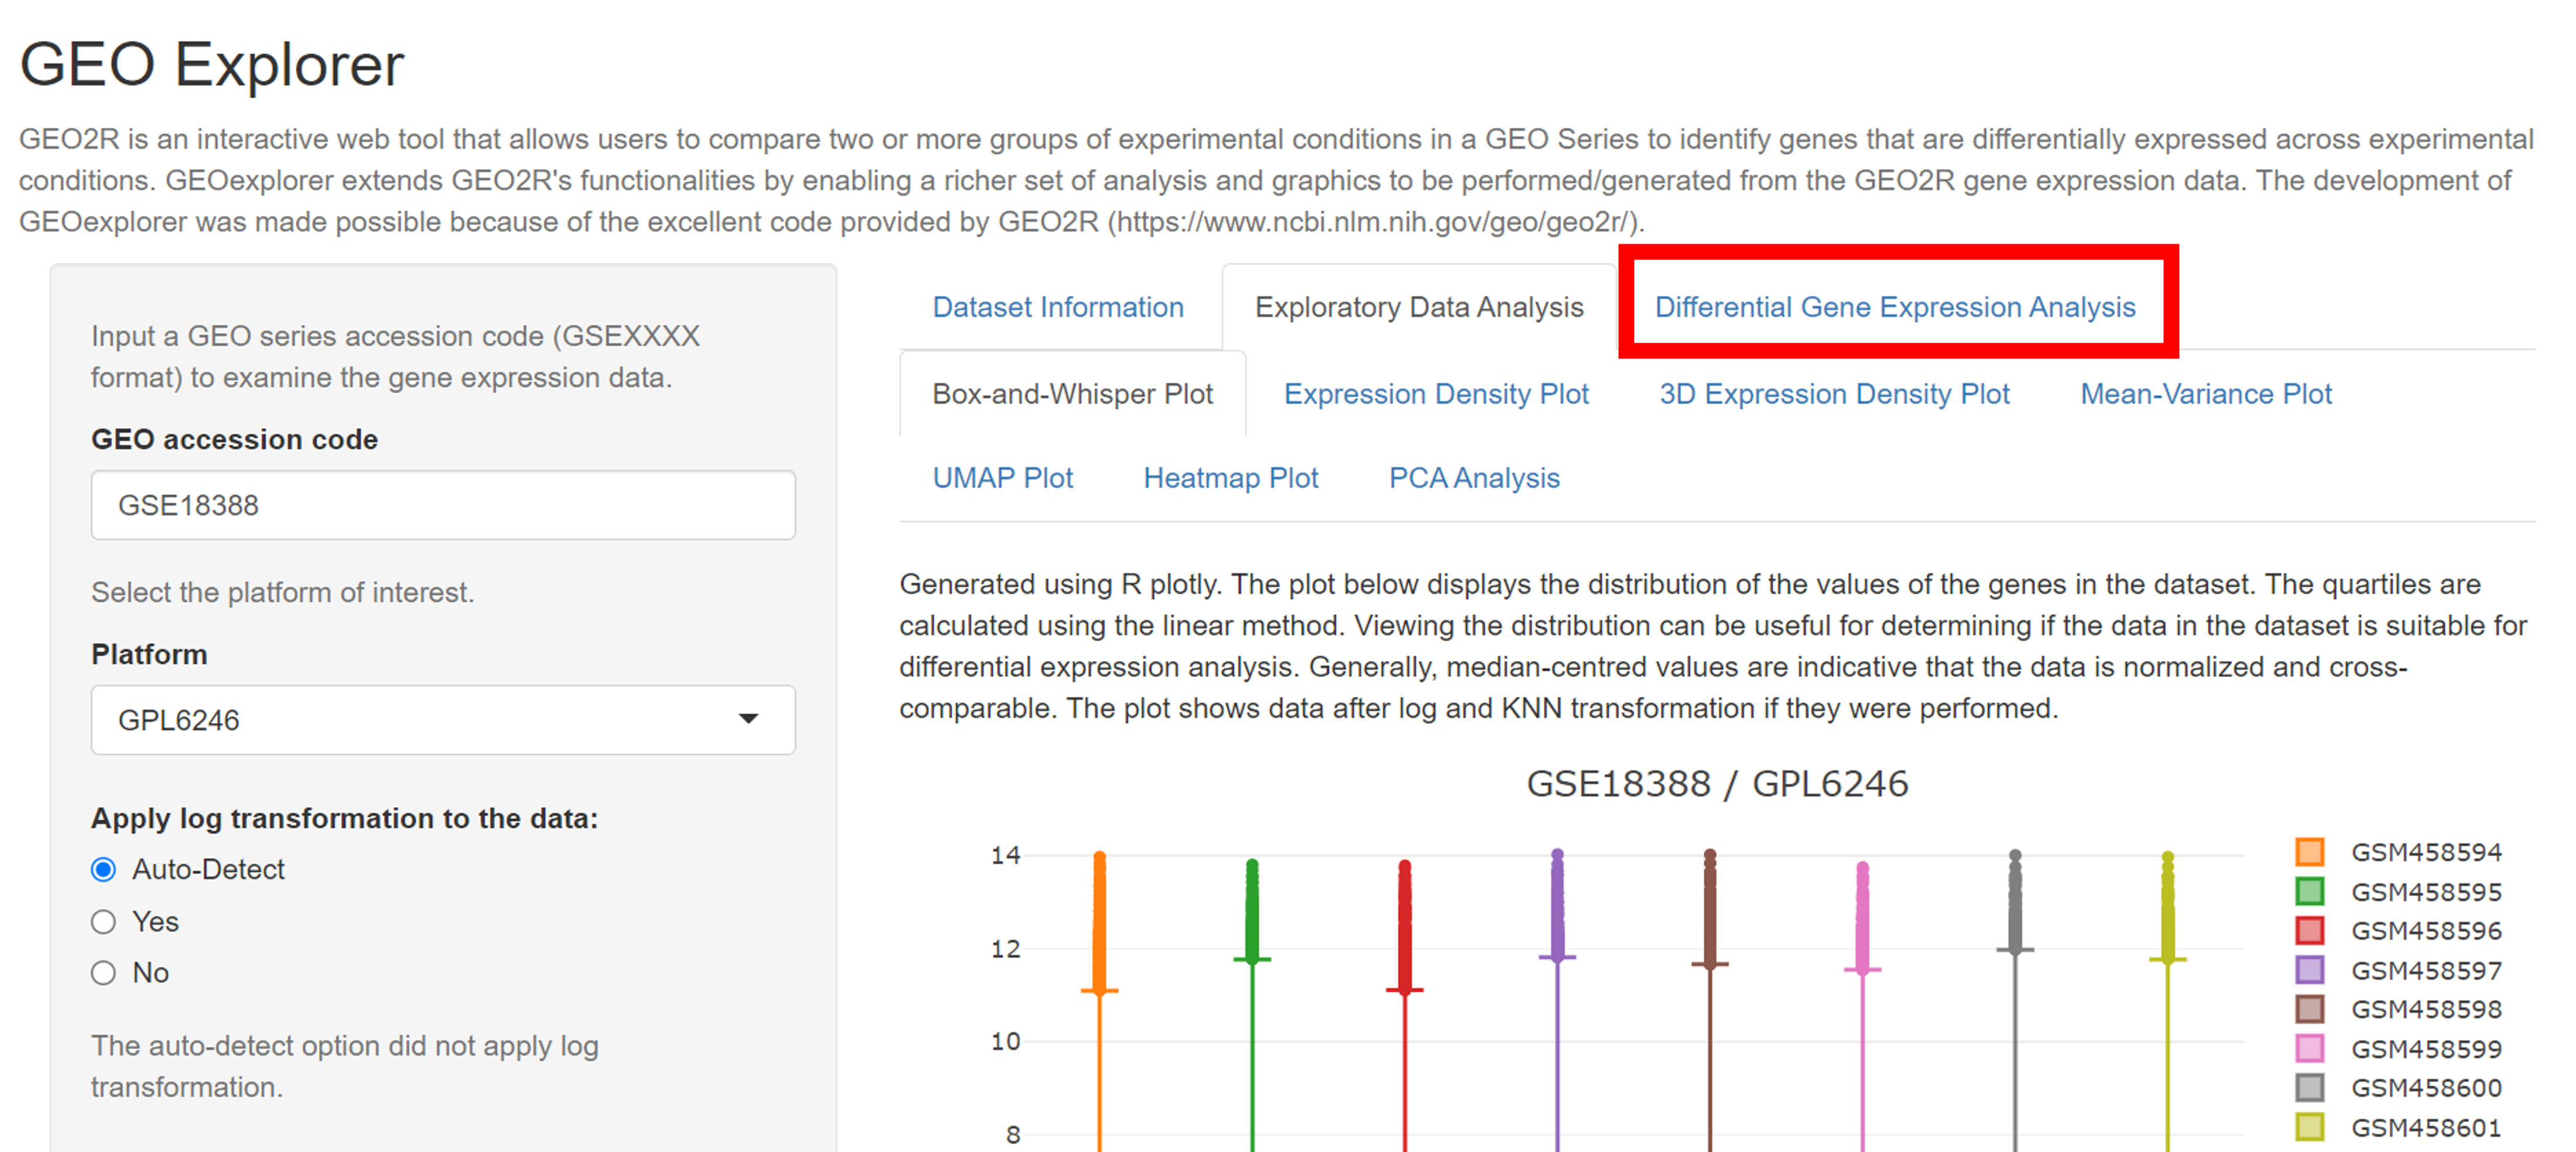 GEO Explorer
GEO2R is an interactive web tool that allows users to compare two or more groups of experimental conditions in a GEO Series to identify genes that are differentially expressed across experimental
conditions. GEOexplorer extends GEO2R's functionalities by enabling a richer set of analysis and graphics to be performed/generated from the GEO2R gene expression data. The development of
GEOexplorer was made possible because of the excellent code provided by GEO2R (https://www.ncbi.nlm.nih.gov/geo/geo2r/).
Input a GEO series accession code (GSEXXXX
format) to examine the gene expression data.
GEO accession code
GSE18388
Select the platform of interest.
Platform
GPL6246
Apply log transformation to the data:
Auto-Detect
Yes
No
The auto-detect option did not apply log
transformation.
Dataset Information Exploratory Data Analysis Differential Gene Expression Analysis
Box-and-Whisper Plot Expression Density Plot 3D Expression Density Plot Mean-Variance Plot
UMAP Plot Heatmap Plot PCA Analysis
Generated using R plotly. The plot below displays the distribution of the values of the genes in the dataset. The quartiles are
calculated using the linear method. Viewing the distribution can be useful for determining if the data in the dataset is suitable for
differential expression analysis. Generally, median-centred values are indicative that the data is normalized and cross-
comparable. The plot shows data after log and KNN transformation if they were performed.
GSE18388 / GPL6246
14
12
10
8
GSM458594
GSM458595
GSM458596
GSM458597
GSM458598
GSM458599
GSM458600
GSM458601